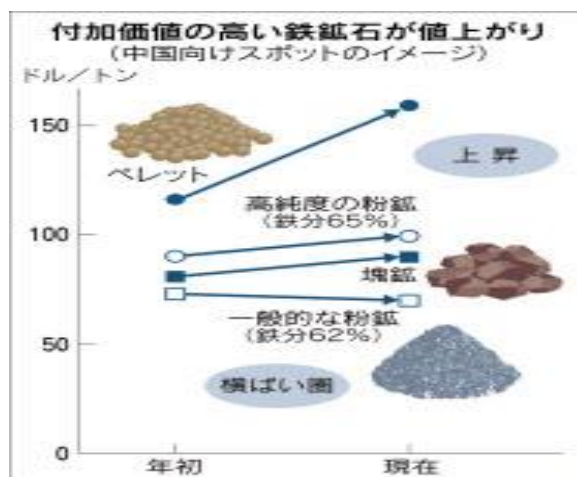 付加価値の高い鉄鉱石が値上がり
(中国向けスポットのイメージ)
ドル/トン
150
ペレット
上昇
高純度の粉鉱
(鉄分65%)
100
塊鉱
一般的な粉鉱
(鉄分62%)
50
横ばい圏
0
年初
現在